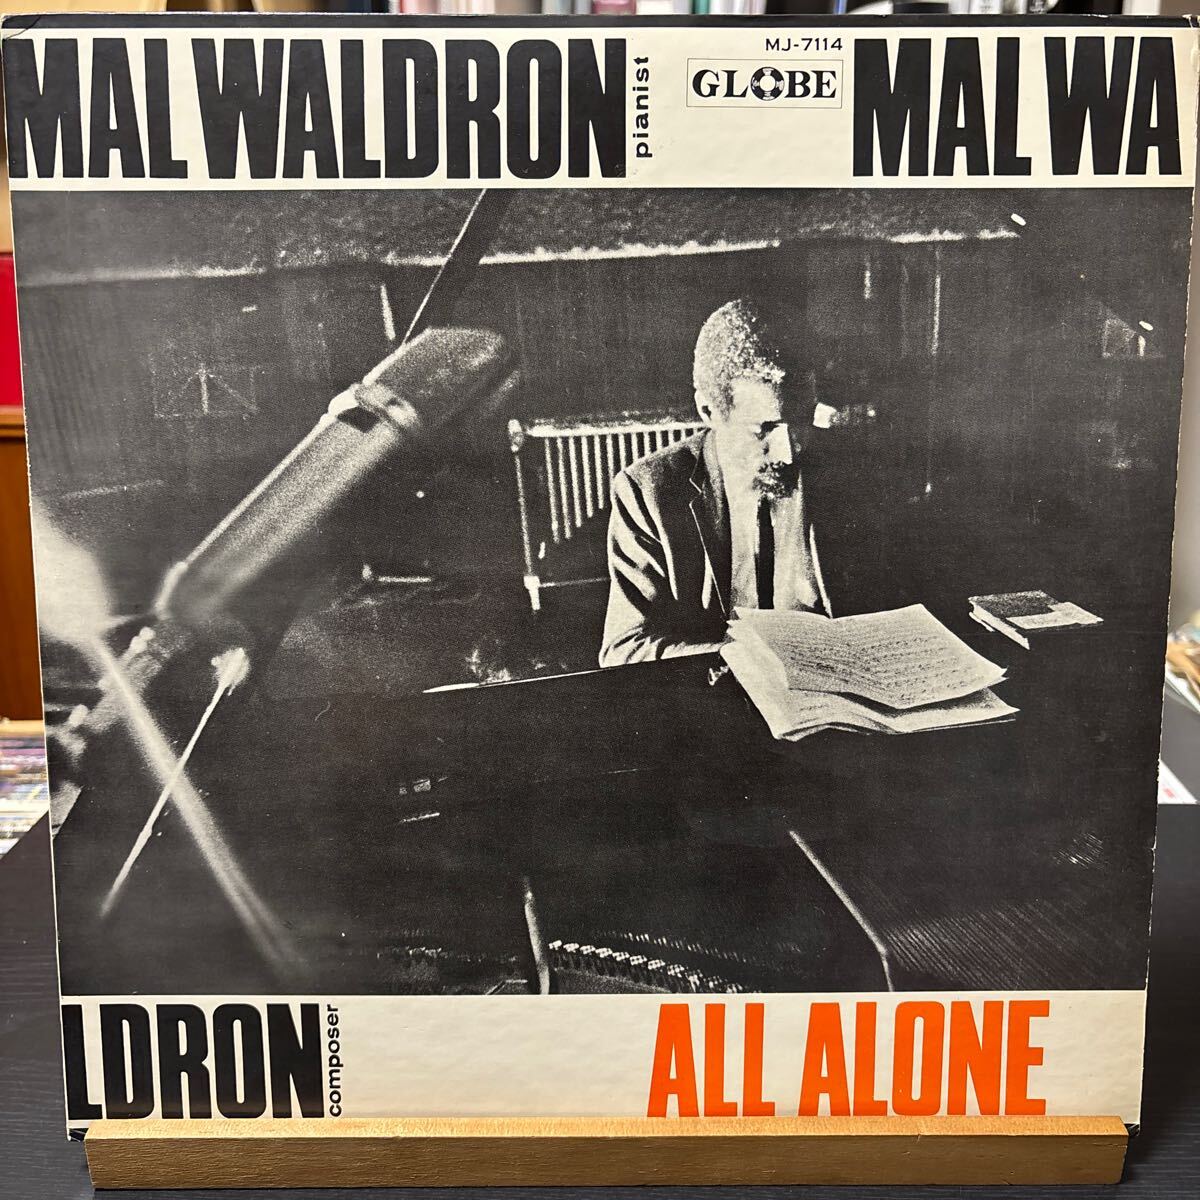 MAL WALDRON
pianist
MJ-7114
GLOBE
MAL WA
LDRON
composer
ALL ALONE